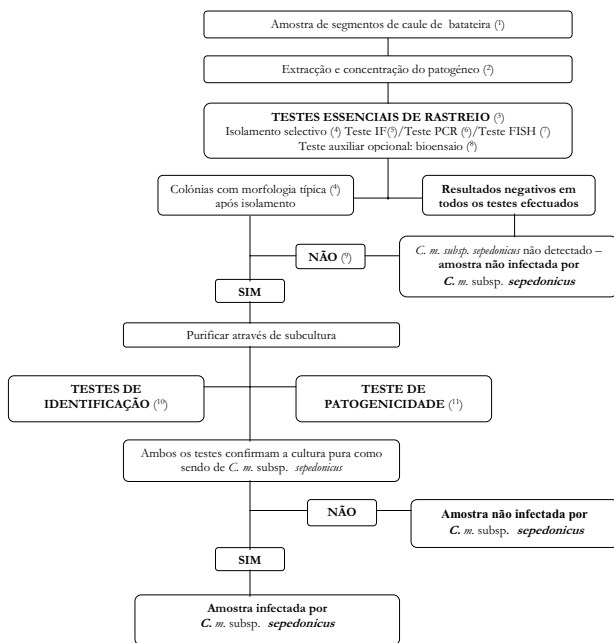 Amostra de segmentos de caule de batateira (¹)
Extracção e concentração do patogéneo (²)
TESTES ESSENCIAIS DE RASTREIO (³)
Isolamento selectivo (⁴) Teste IF(⁵)/Teste PCR (⁶)/Teste FISH (⁷)
Teste auxiliar opcional: bioensaio (⁸)
Colónias com morfologia típica (⁴)
após isolamento
Resultados negativos em
todos os testes efectuados
NÃO (⁹)
C. m. subsp. sepedonicus não detectado –
amostra não infectada por
C. m. subsp. sepedonicus
SIM
Purificar através de subcultura
TESTES DE
IDENTIFICAÇÃO (¹⁰)
TESTE DE
PATOGENICIDADE (¹¹)
Ambos os testes confirmam a cultura pura como
sendo de C. m. subsp. sepedonicus
NÃO
Amostra não infectada por
C. m. subsp. sepedonicus
SIM
Amostra infectada por
C. m. subsp. sepedonicus